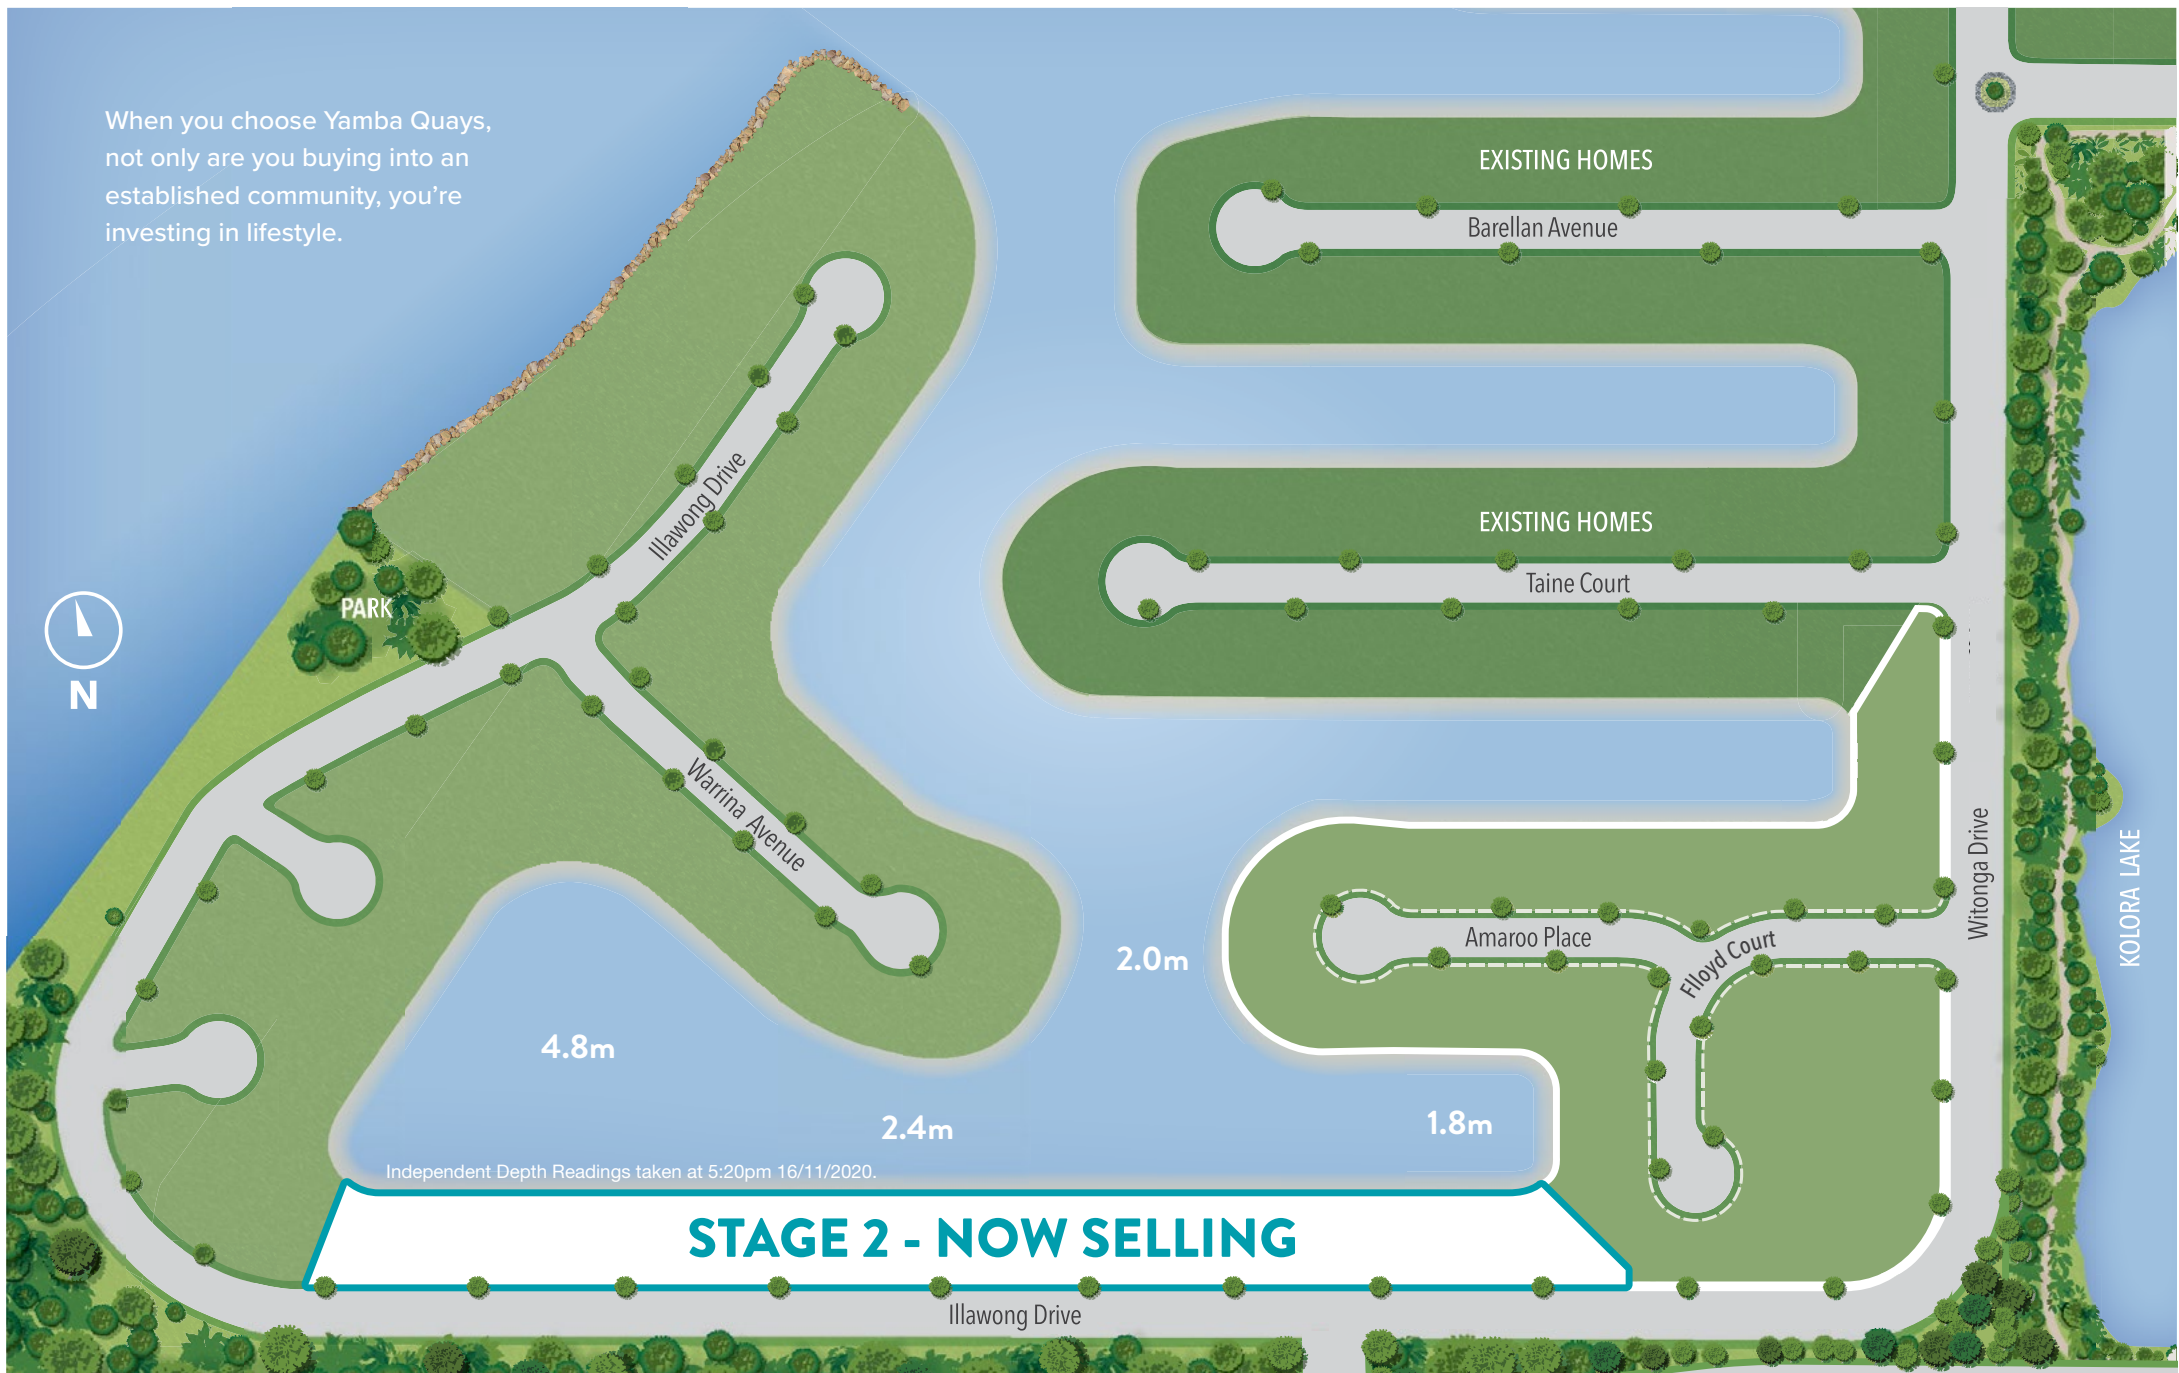 When you choose Yamba Quays,
not only are you buying into an
established community, you're
investing in lifestyle.
EXISTING HOMES
Barellan Avenue
Illawong Drive
EXISTING HOMES
Taine Court
PARK
N
Warrina Avenue
Witonga Drive
KOLORA LAKE
Amaroo Place
Flloyd Court
2.0m
4.8m
2.4m
1.8m
Independent Depth Readings taken at 5:20pm 16/11/2020.
STAGE 2 - NOW SELLING
Illawong Drive